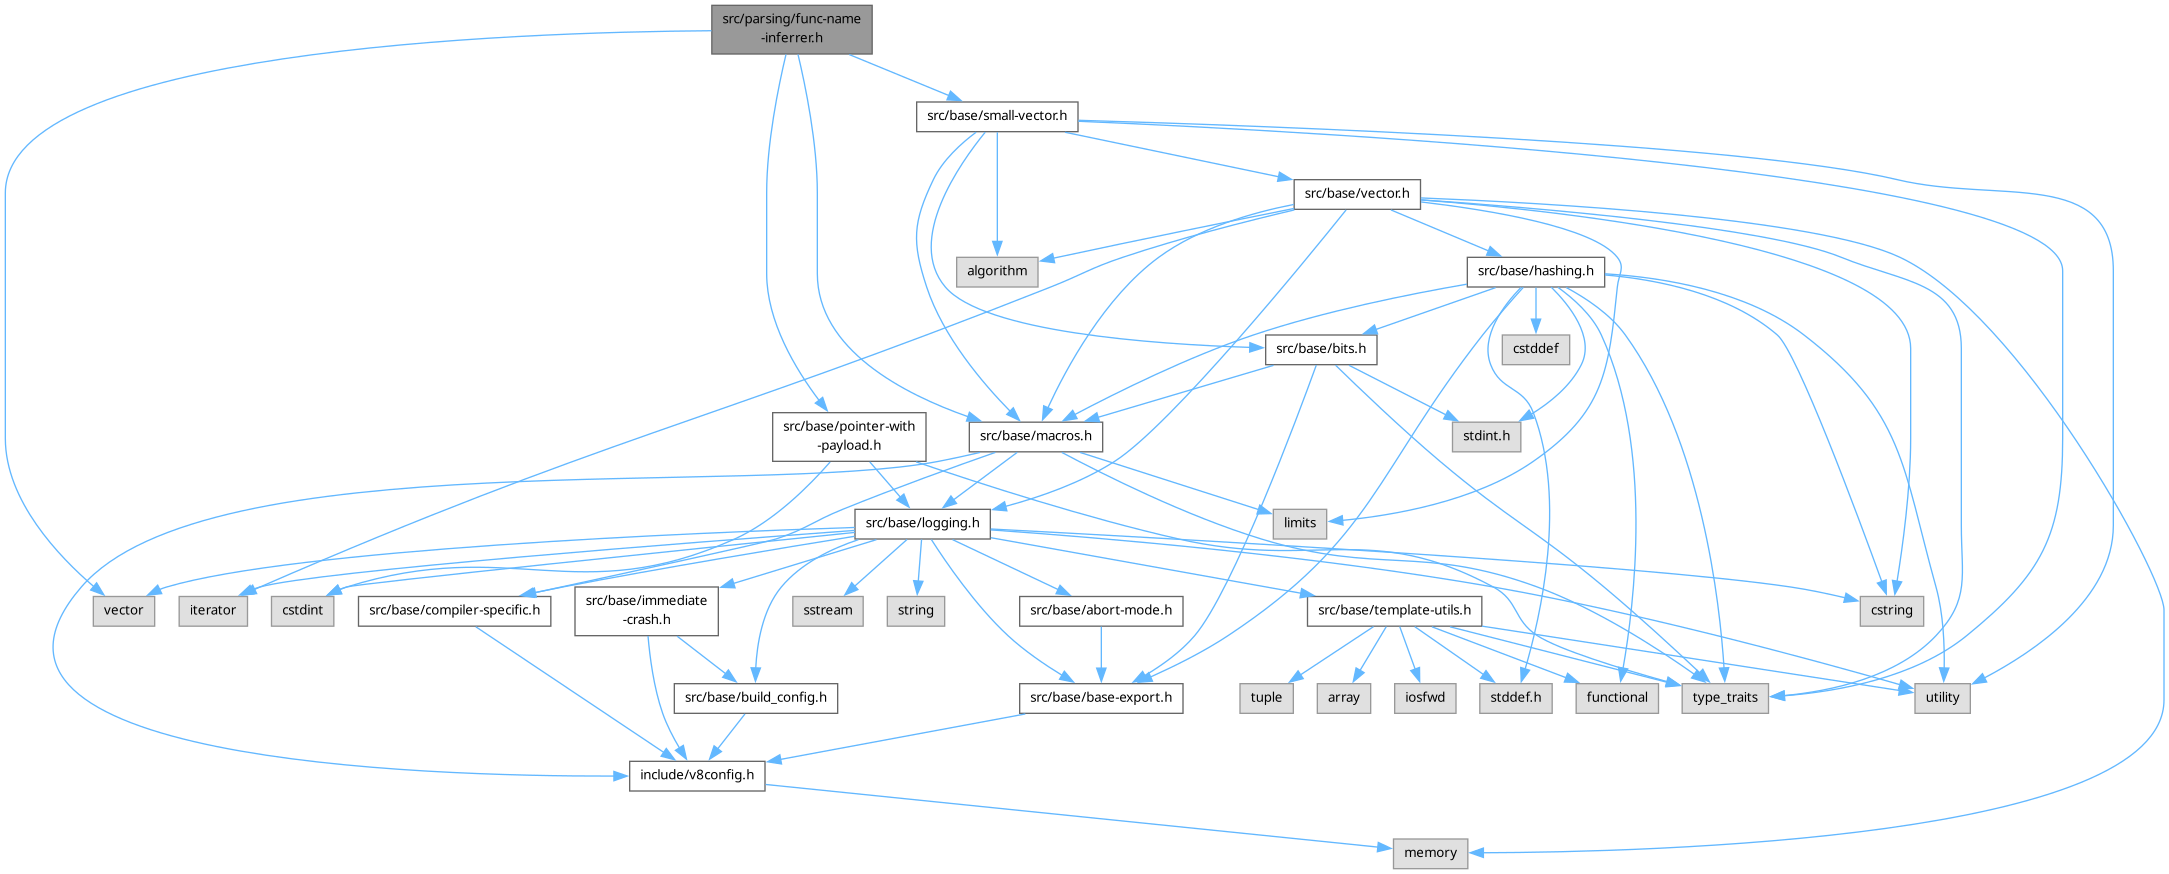 src/parsing/func-name
-inferrer.h
src/base/small-vector.h
src/base/vector.h
algorithm
src/base/hashing.h
src/base/bits.h
cstddef
src/base/pointer-with
-payload.h
src/base/macros.h
stdint.h
src/base/logging.h
limits
vector
iterator
cstdint
src/base/compiler-specific.h
src/base/immediate
-crash.h
sstream
string
src/base/abort-mode.h
src/base/template-utils.h
cstring
src/base/build_config.h
src/base/base-export.h
tuple
array
iosfwd
stddef.h
functional
type_traits
utility
include/v8config.h
memory